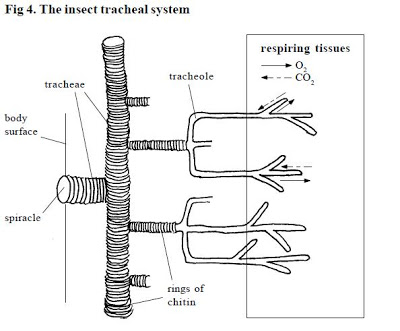 Fig 4. The insect tracheal system
respiring tissues
O2
CO2
tracheae
tracheole
body
surface
spiracle
rings of
chitin